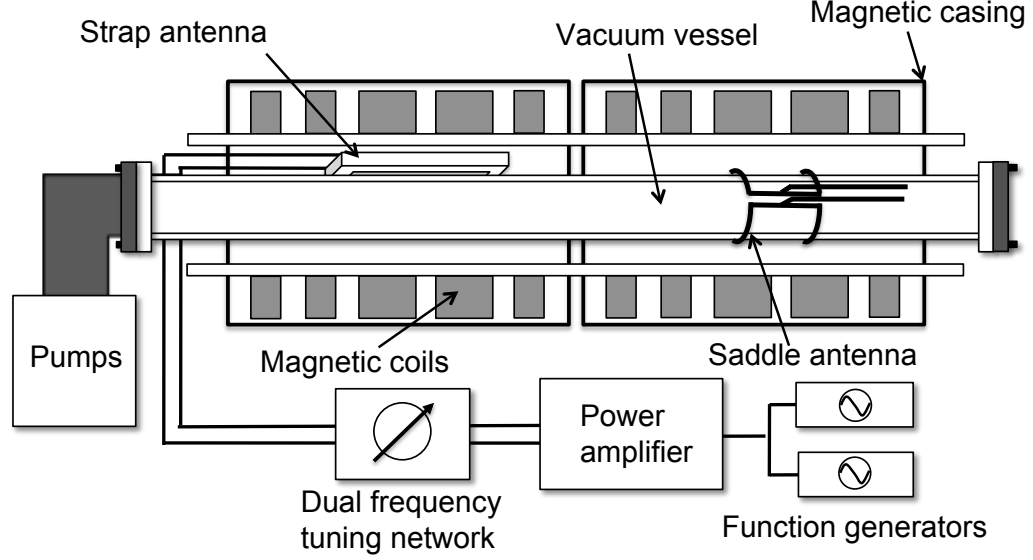 Magnetic casing
Strap antenna
Vacuum vessel
Pumps
Magnetic coils
Saddle antenna
Power
amplifier
Dual frequency
tuning network
Function generators